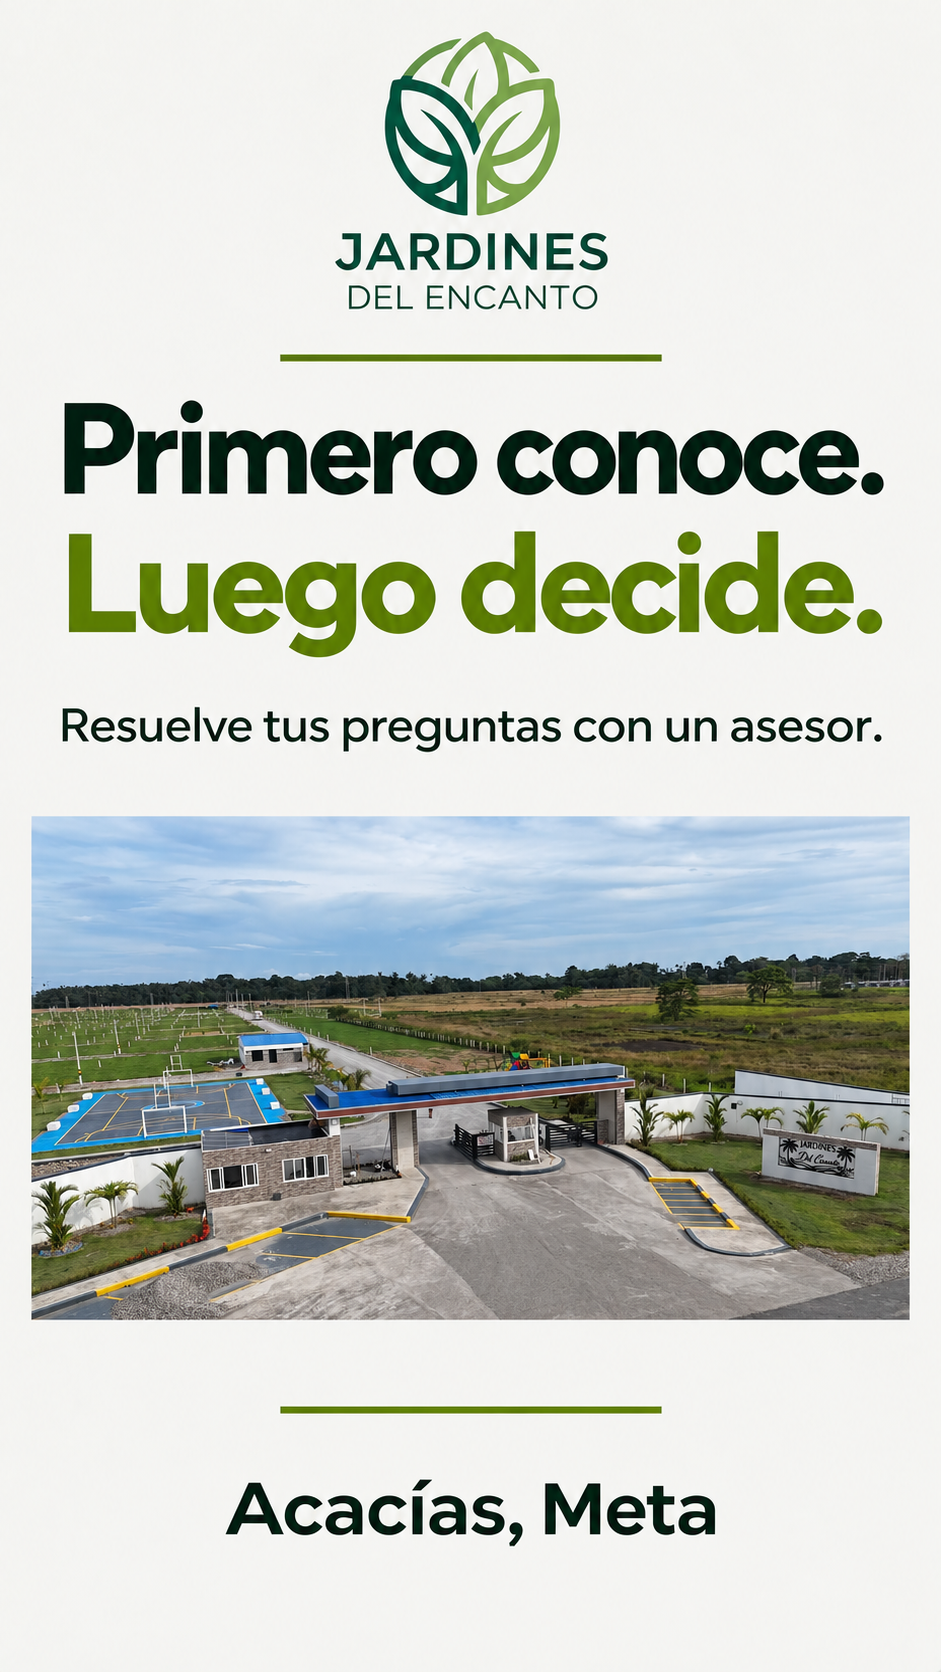 JARDINES
DEL ENCANTO
Primero conoce.
Luego decide.
Resuelve tus preguntas con un asesor.
JARDINES
Del Encanto
Acacías, Meta